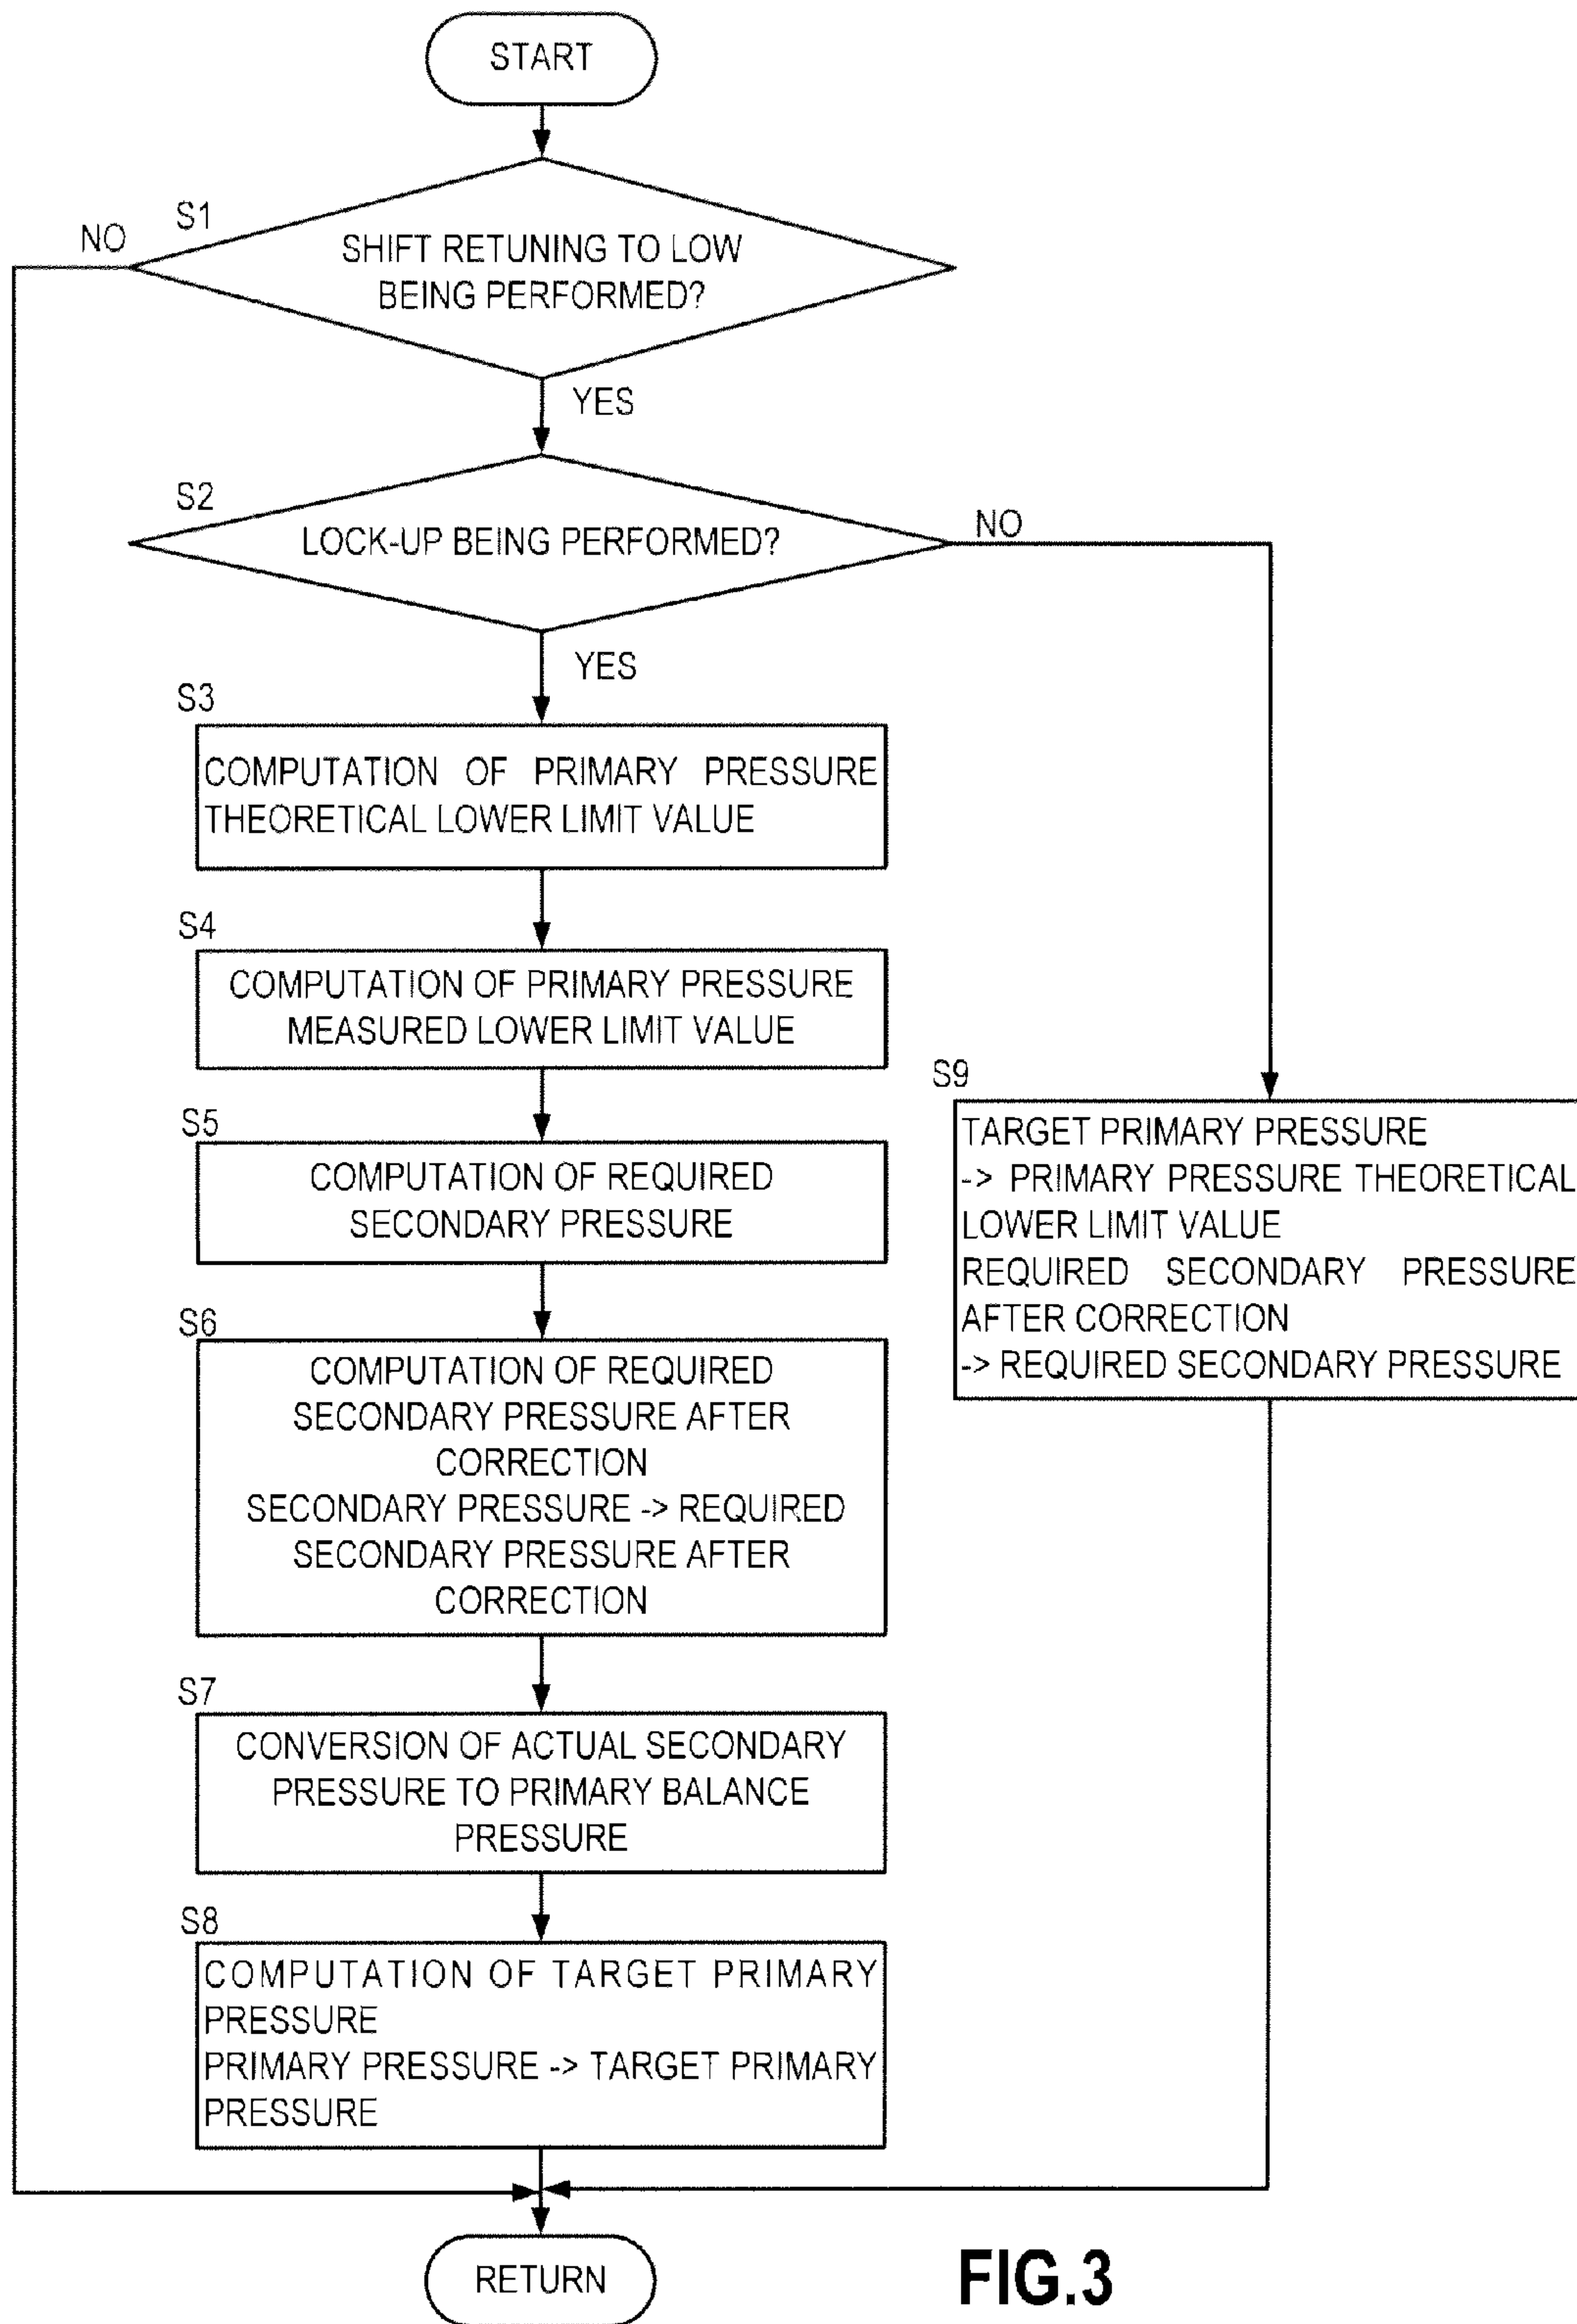 START
S1
NO
SHIFT RETUNING TO LOW
BEING PERFORMED?
YES
S2
LOCK-UP BEING PERFORMED?
NO
YES
S3
COMPUTATION OF PRIMARY PRESSURE
THEORETICAL LOWER LIMIT VALUE
S4
COMPUTATION OF PRIMARY PRESSURE
MEASURED LOWER LIMIT VALUE
S5
COMPUTATION OF REQUIRED
SECONDARY PRESSURE
S6
COMPUTATION OF REQUIRED
SECONDARY PRESSURE AFTER
CORRECTION
SECONDARY PRESSURE -> REQUIRED
SECONDARY PRESSURE AFTER
CORRECTION
S7
CONVERSION OF ACTUAL SECONDARY
PRESSURE TO PRIMARY BALANCE
PRESSURE
S8
COMPUTATION OF TARGET PRIMARY
PRESSURE
PRIMARY PRESSURE -> TARGET PRIMARY
PRESSURE
S9
TARGET PRIMARY PRESSURE
-> PRIMARY PRESSURE THEORETICAL
LOWER LIMIT VALUE
REQUIRED SECONDARY PRESSURE
AFTER CORRECTION
-> REQUIRED SECONDARY PRESSURE
RETURN
FIG.3